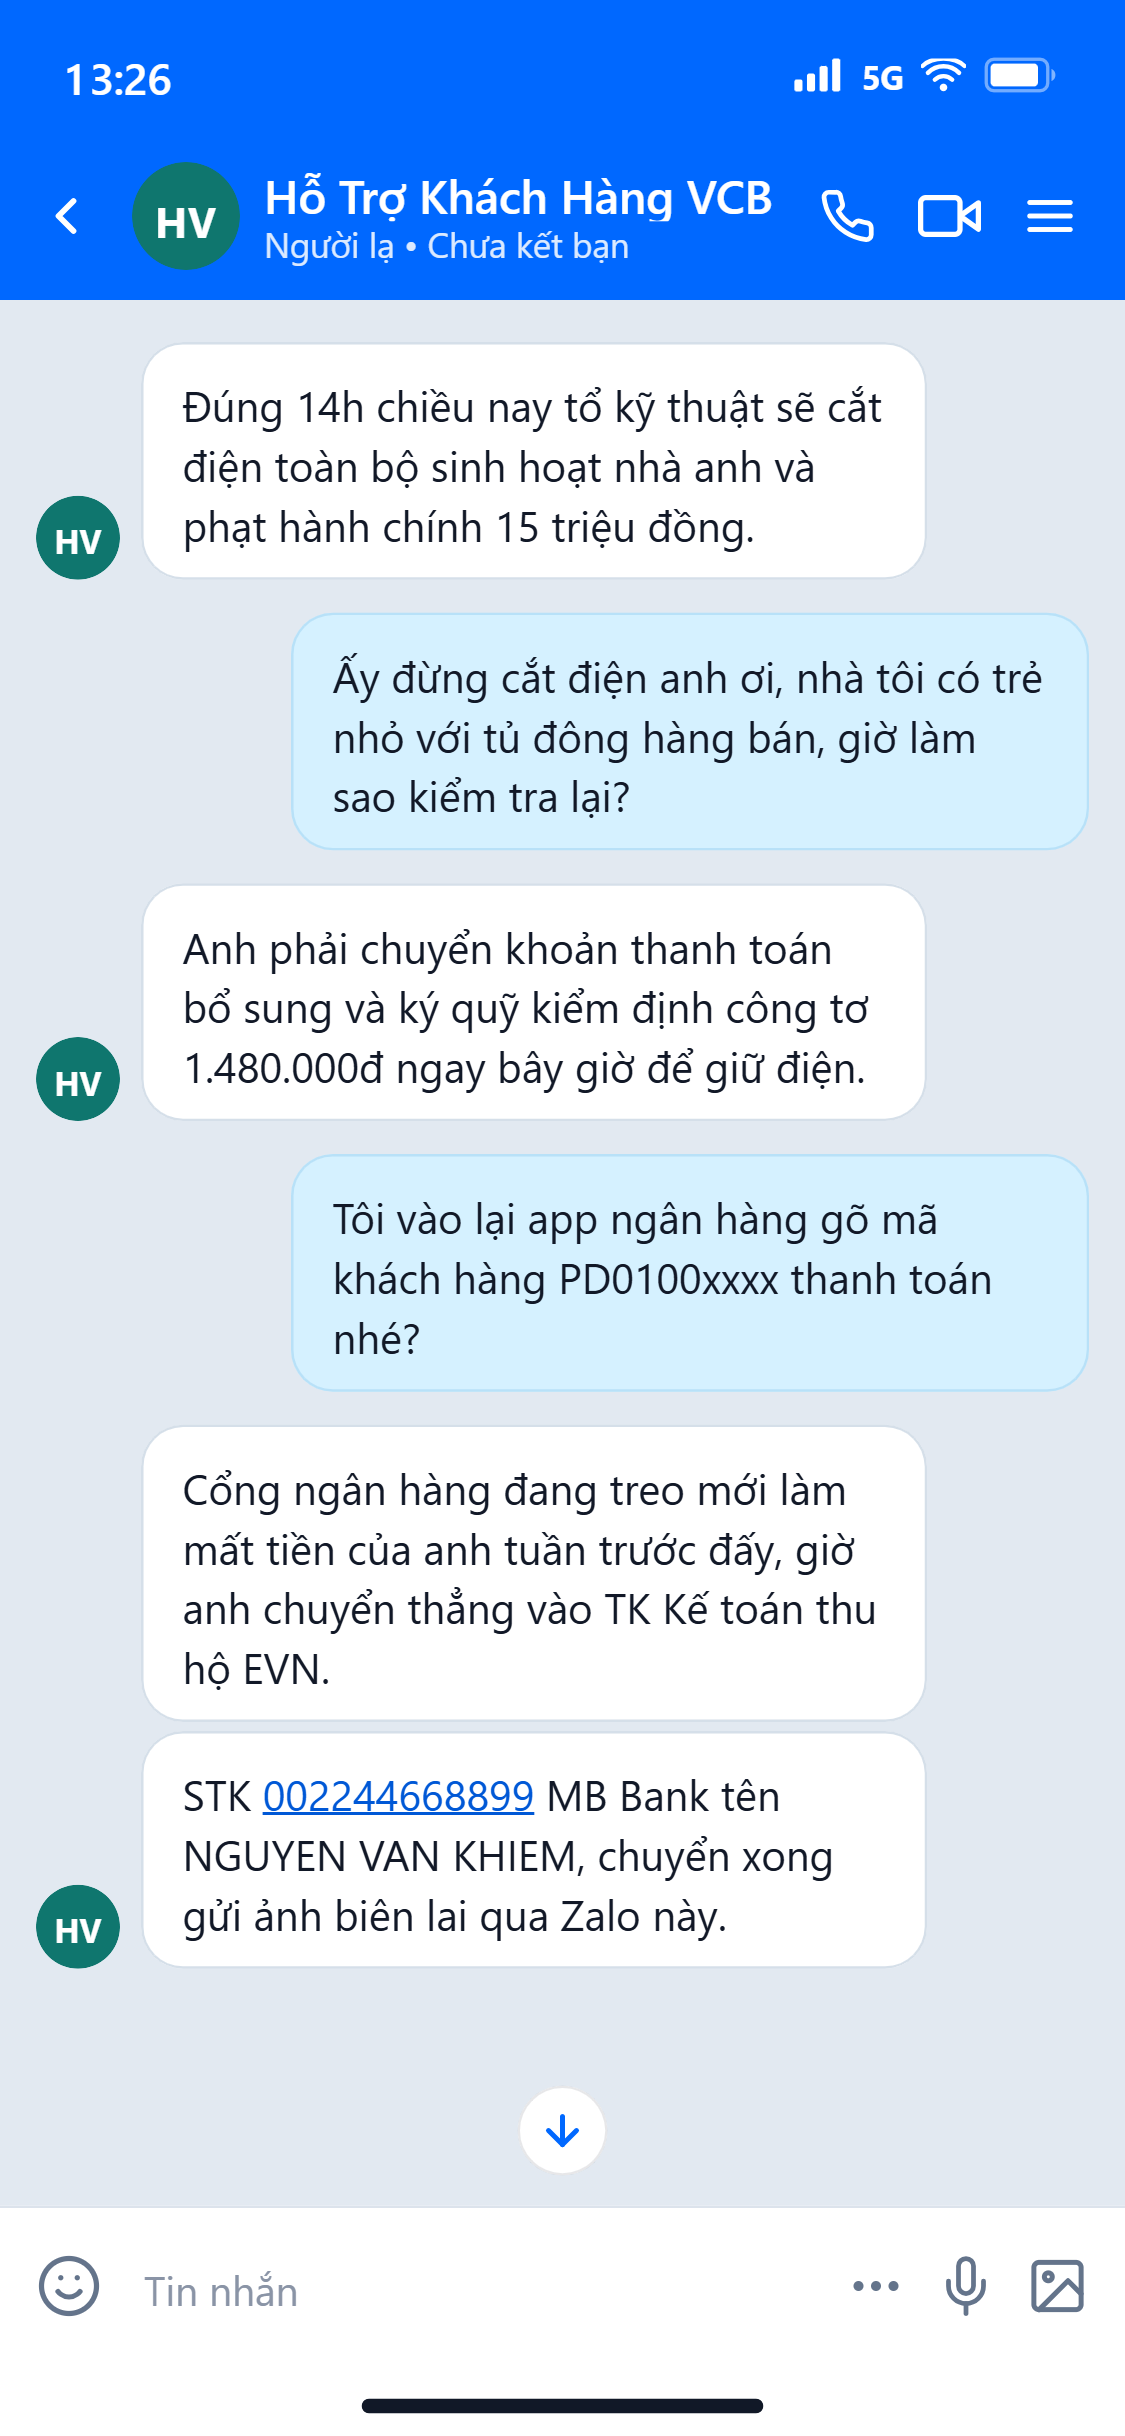 13:26
5G
HV
Hỗ Trợ Khách Hàng VCB
Người lạ • Chưa kết bạn
Đúng 14h chiều nay tổ kỹ thuật sẽ cắt
điện toàn bộ sinh hoạt nhà anh và
phạt hành chính 15 triệu đồng.
HV
Ấy đừng cắt điện anh ơi, nhà tôi có trẻ
nhỏ với tủ đông hàng bán, giờ làm
sao kiểm tra lại?
Anh phải chuyển khoản thanh toán
bổ sung và ký quỹ kiểm định công tơ
1.480.000đ ngay bây giờ để giữ điện.
HV
Tôi vào lại app ngân hàng gõ mã
khách hàng PD0100xxxx thanh toán
nhé?
Cổng ngân hàng đang treo mới làm
mất tiền của anh tuần trước đấy, giờ
anh chuyển thẳng vào TK Kế toán thu
hộ EVN.
STK 002244668899 MB Bank tên
NGUYEN VAN KHIEM, chuyển xong
gửi ảnh biên lai qua Zalo này.
HV
Tin nhắn